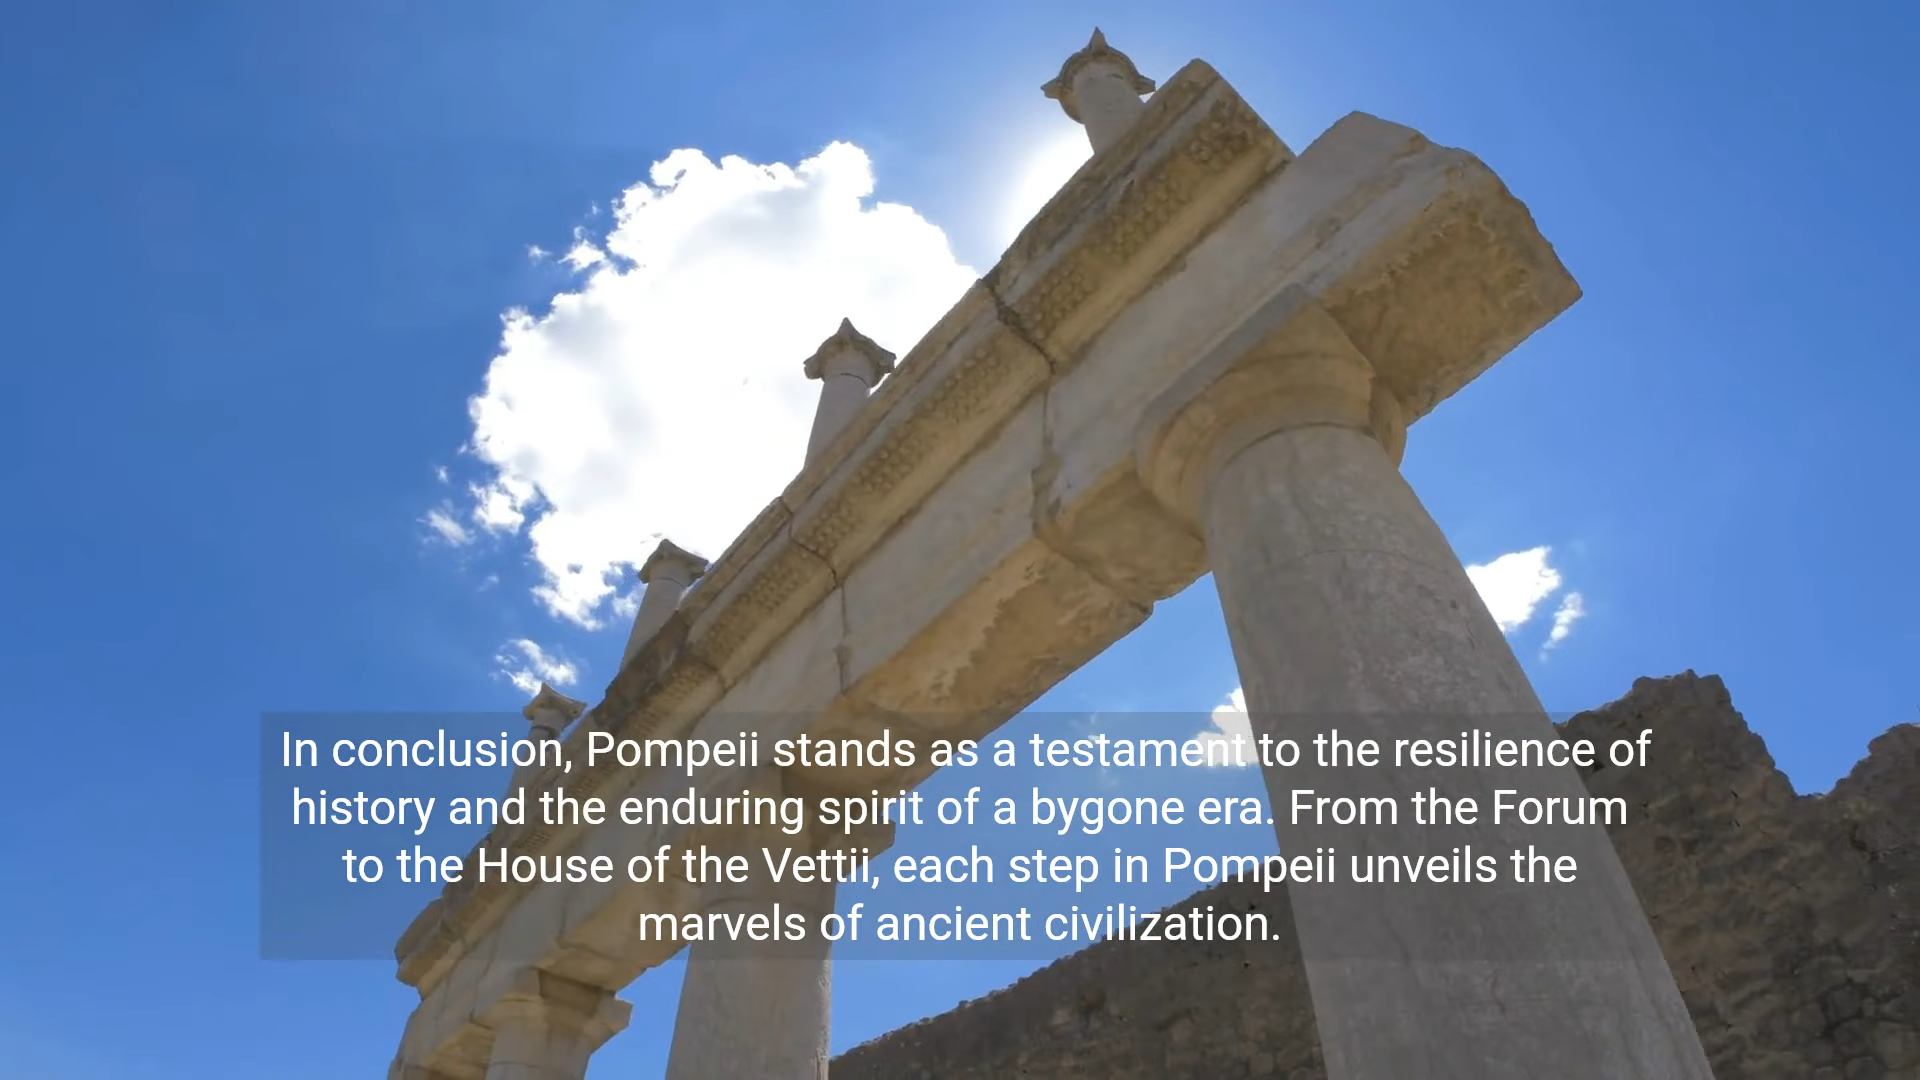 In conclusion, Pompeii stands as a testament to the resilience of
history and the enduring spirit of a bygone era. From the Forum
to the House of the Vettii, each step in Pompeii unveils the
marvels of ancient civilization.